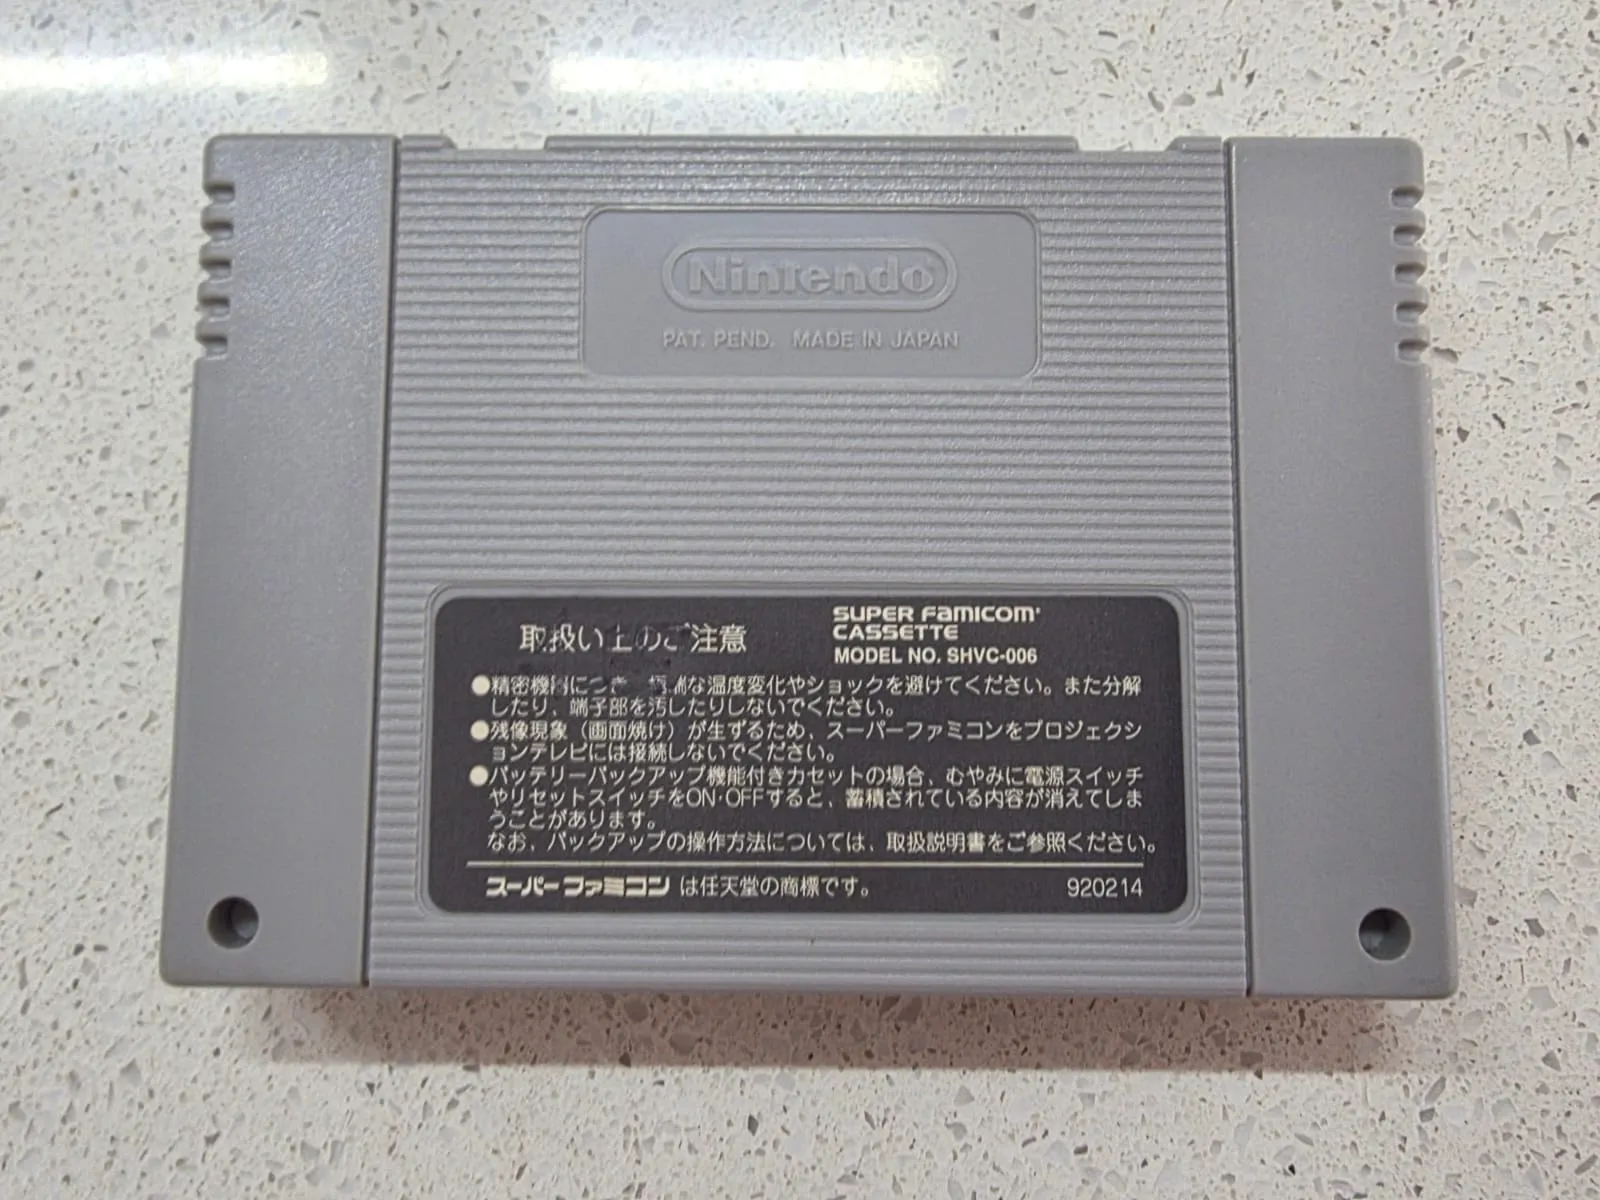 Nintendo
PAT. PEND. MADE IN JAPAN
取扱い上のご注意
SUPER FAMICOM
CASSETTE
MODEL NO. SHVC-006
●精密機器につき、極端な温度変化やショックを避けてください。また分解
したり、端子部を汚したりしないでください。
●残像現象（画面焼け）が生ずるため、スーパーファミコンをプロジェクシ
ョンテレビには接続しないでください。
●バッテリーバックアップ機能付きカセットの場合、むやみに電源スイッチ
やリセットスイッチをON・OFFすると、蓄積されている内容が消えてしま
うことがあります。
なお、バックアップの操作方法については、取扱説明書をご参照ください。
スーパーファミコン は任天堂の商標です。
920214